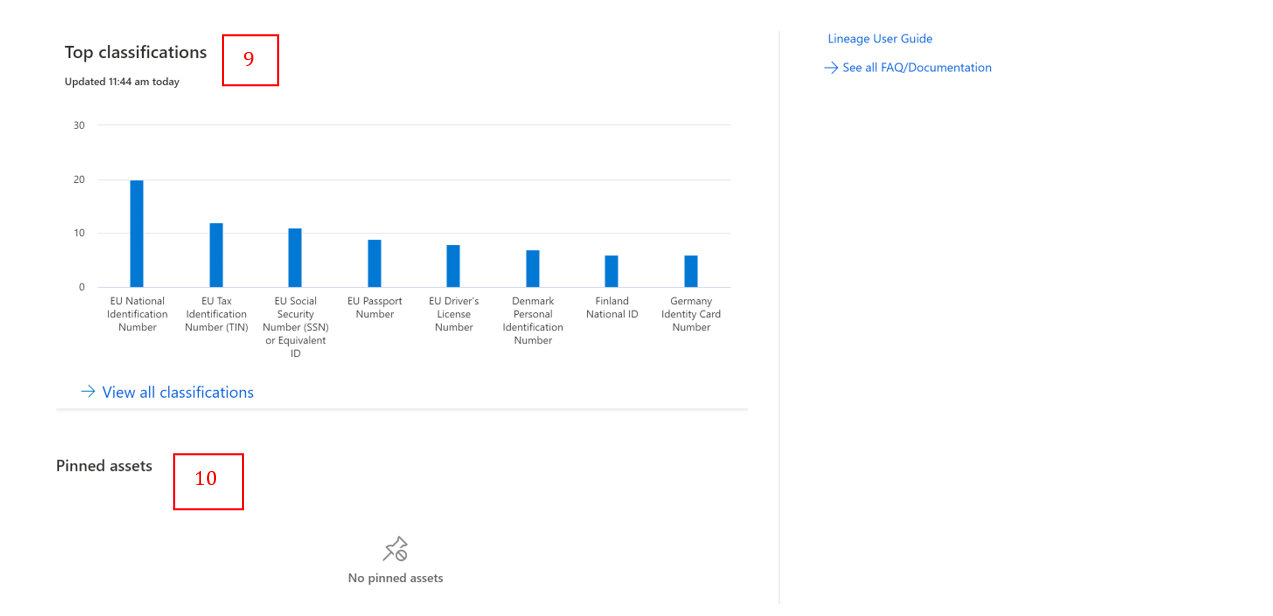 Top classifications
9
Updated 11:44 am today
30
20
10
0
EU National
Identification
Number
EU Tax
Identification
Number (TIN)
EU Social
Security
Number (SSN)
or Equivalent
ID
EU Passport
Number
EU Driver's
License
Number
Denmark
Personal
Identification
Number
Finland
National ID
Germany
Identity Card
Number
View all classifications
Pinned assets
10
No pinned assets
Lineage User Guide
See all FAQ/Documentation